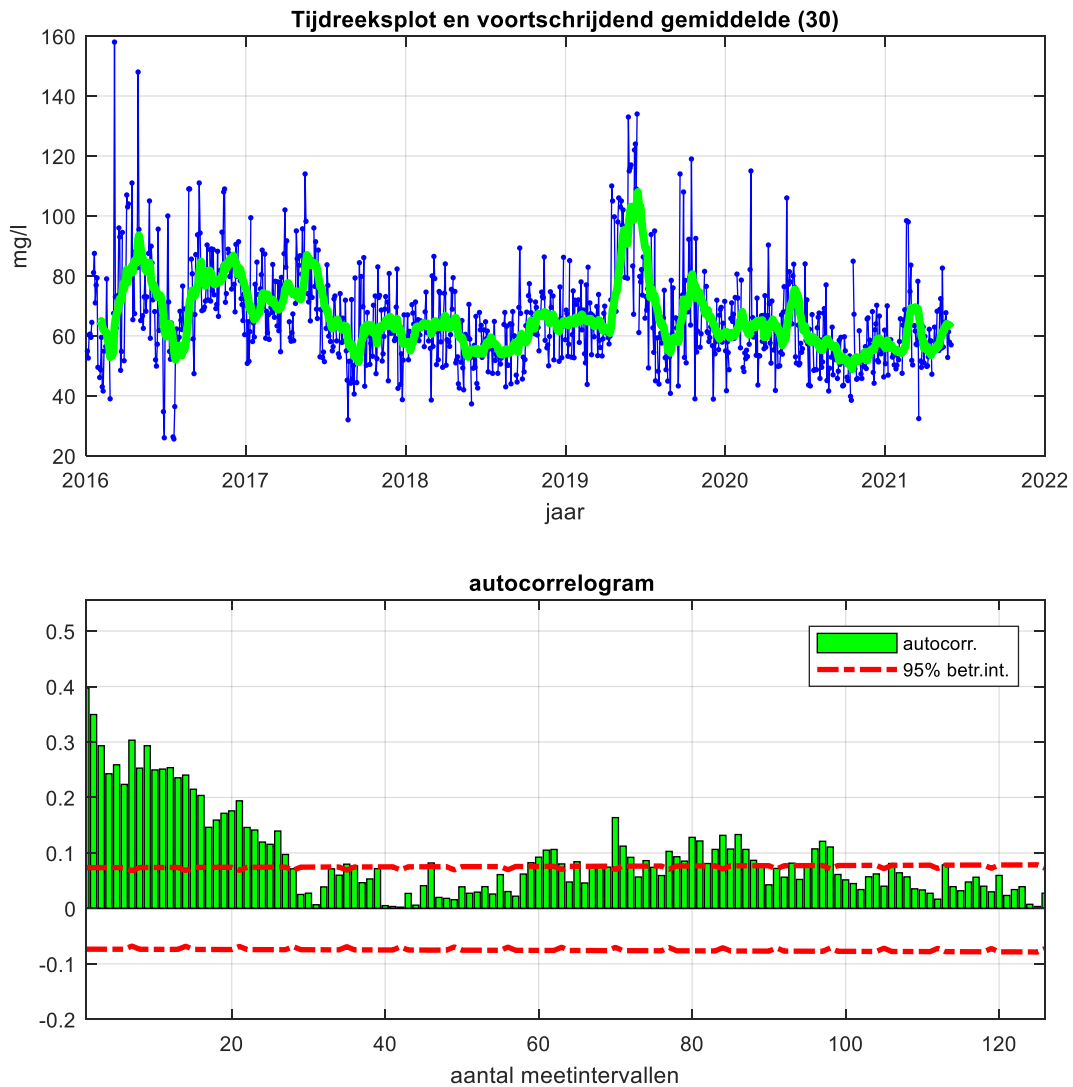 Tijdreeksplot en voortschrijdend gemiddelde (30)
160
140
120
100
80
60
40
20
mg/l
2016 2017 2018 2019 2020 2021 2022
jaar
autocorrelogram
0.5
0.4
0.3
0.2
0.1
0
-0.1
-0.2
autocorr.
95% betr.int.
20 40 60 80 100 120
aantal meetintervallen